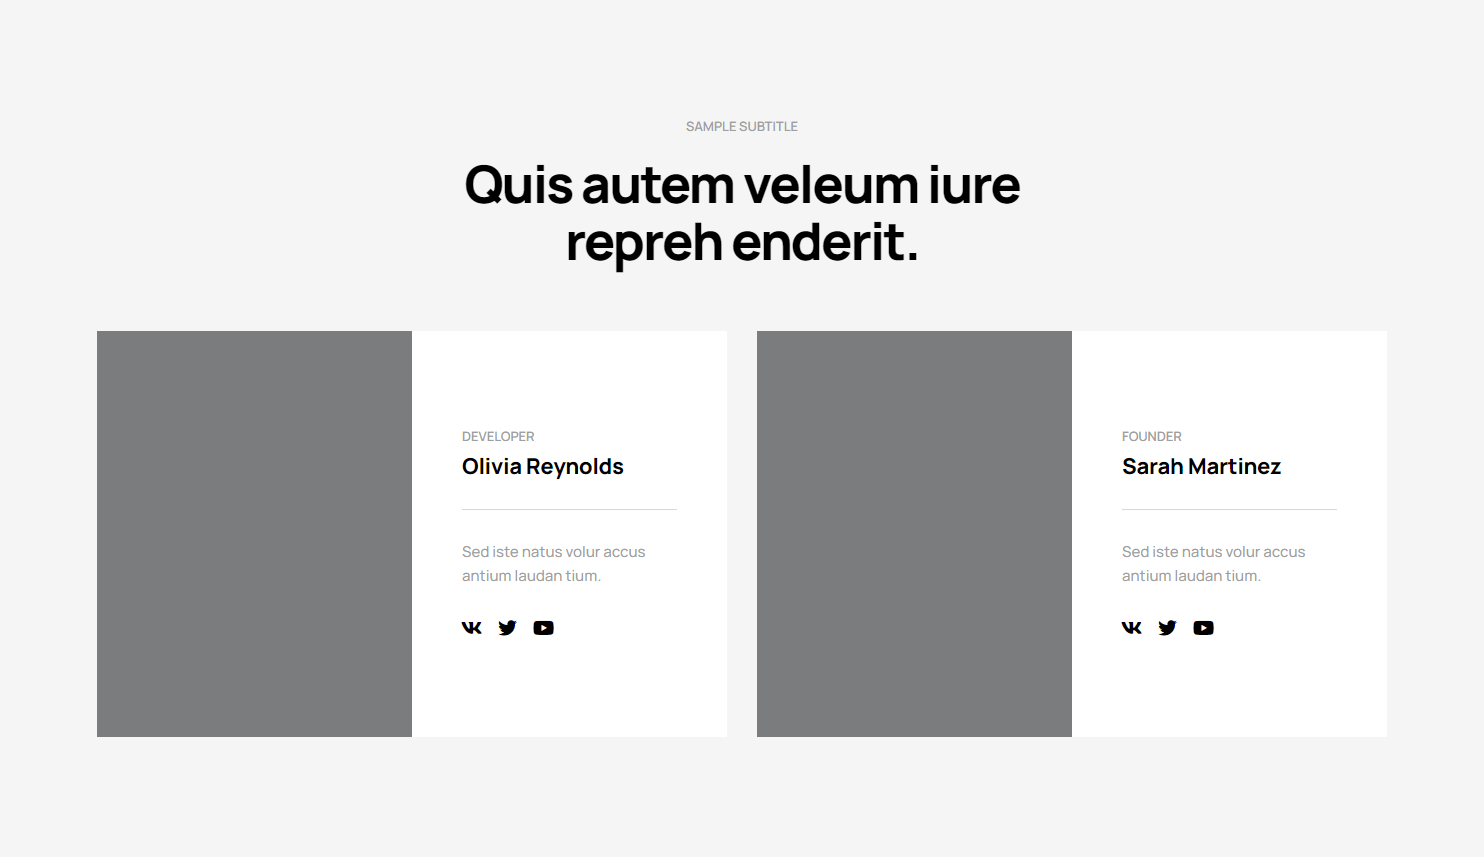 SAMPLE SUBTITLE
Quis autem veleum iure
repreh enderit.
DEVELOPER
Olivia Reynolds
Sed iste natus volur accus
antium laudan tium.
FOUNDER
Sarah Martinez
Sed iste natus volur accus
antium laudan tium.